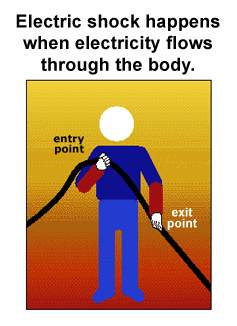 Electric shock happens
when electricity flows
through the body.
entry
point
exit
point